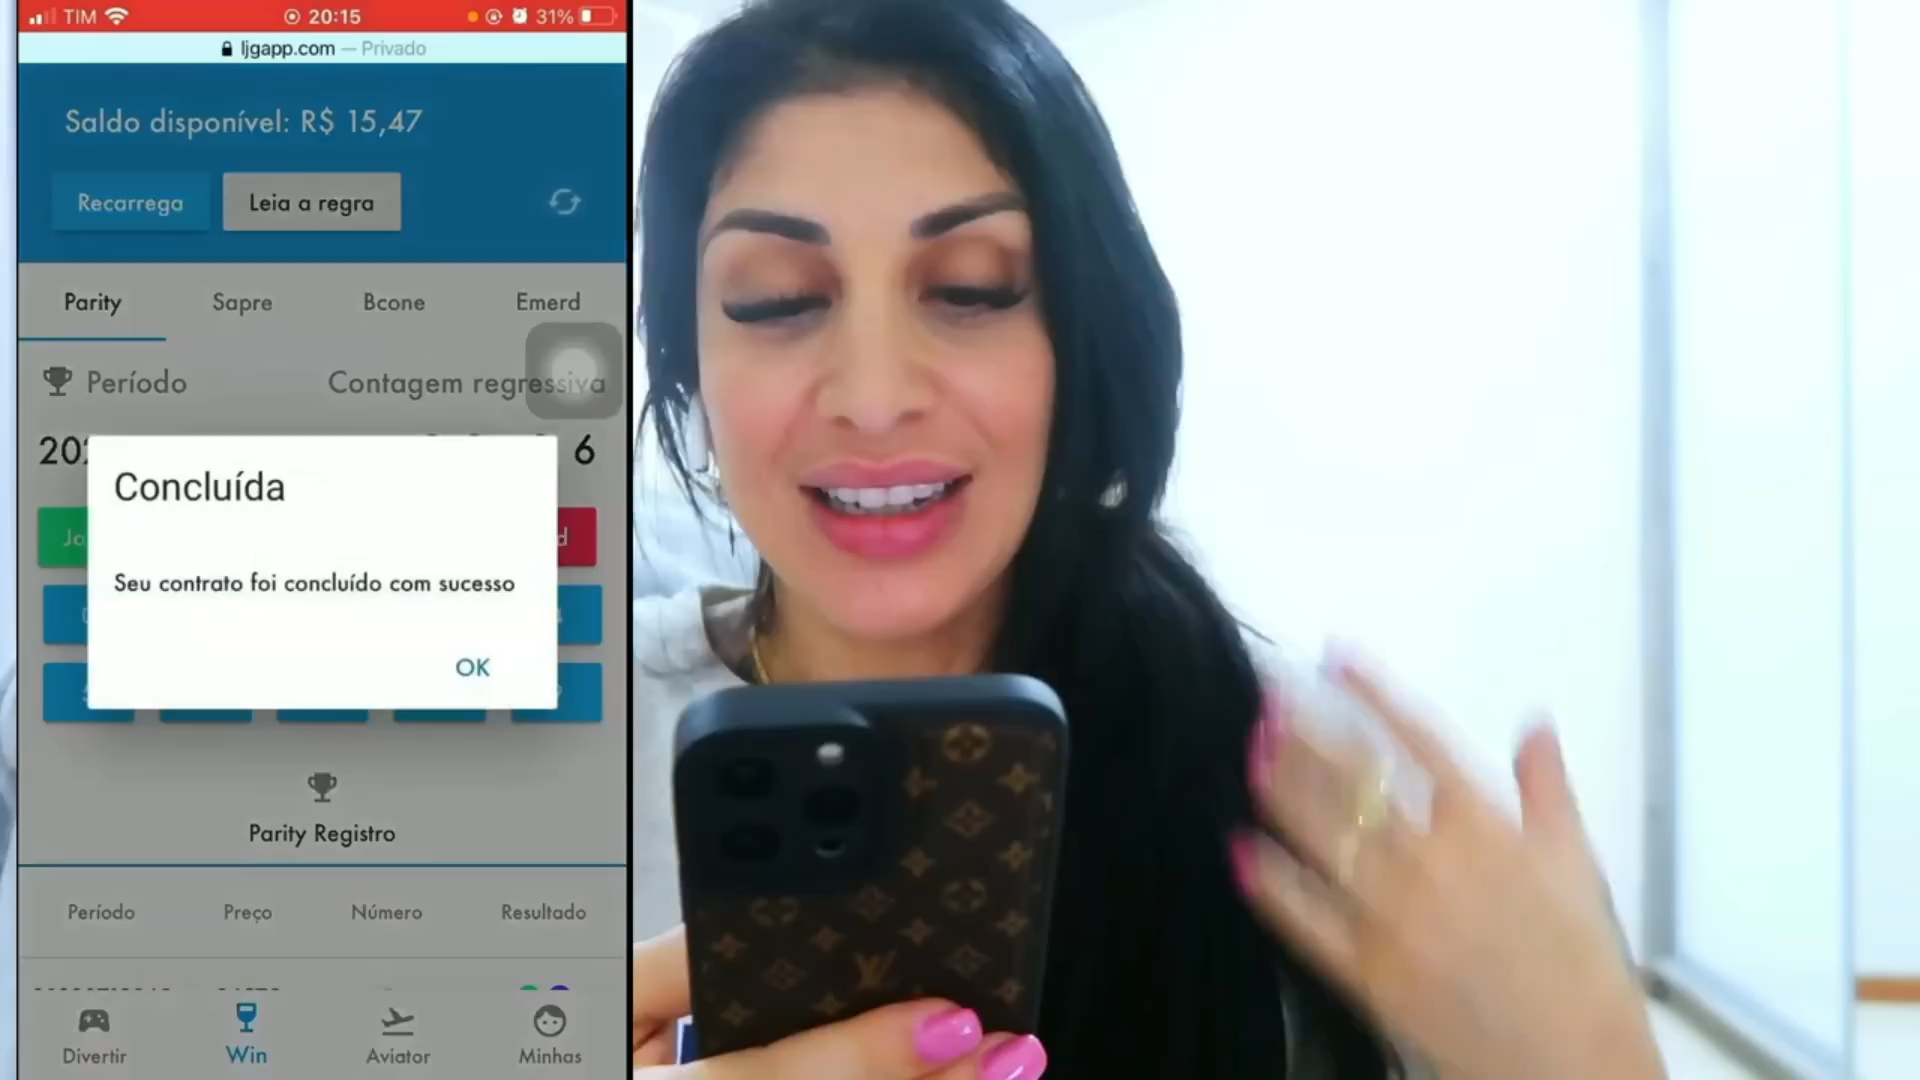 TIM 20:15 31%
ljgapp.com — Privado
Saldo disponível: R$ 15,47
Recarrega Leia a regra
Parity Sapre Bcone Emerd
Período Contagem regressiva
6
Concluída
Seu contrato foi concluído com sucesso
OK
Parity Registro
Período Preço Número Resultado
Divertir Win Aviator Minhas